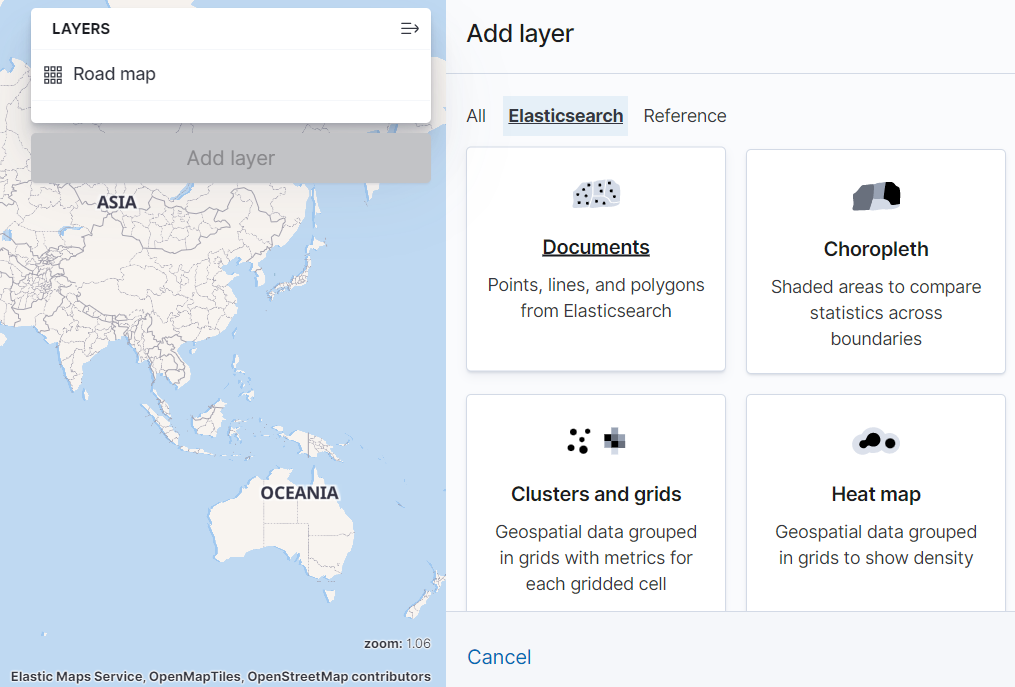 LAYERS
Road map
Add layer
ASIA
OCEANIA
zoom: 1.06
Elastic Maps Service, OpenMapTiles, OpenStreetMap contributors
Add layer
All Elasticsearch Reference
Documents
Points, lines, and polygons
from Elasticsearch
Choropleth
Shaded areas to compare
statistics across
boundaries
Clusters and grids
Geospatial data grouped
in grids with metrics for
each gridded cell
Heat map
Geospatial data grouped
in grids to show density
Cancel